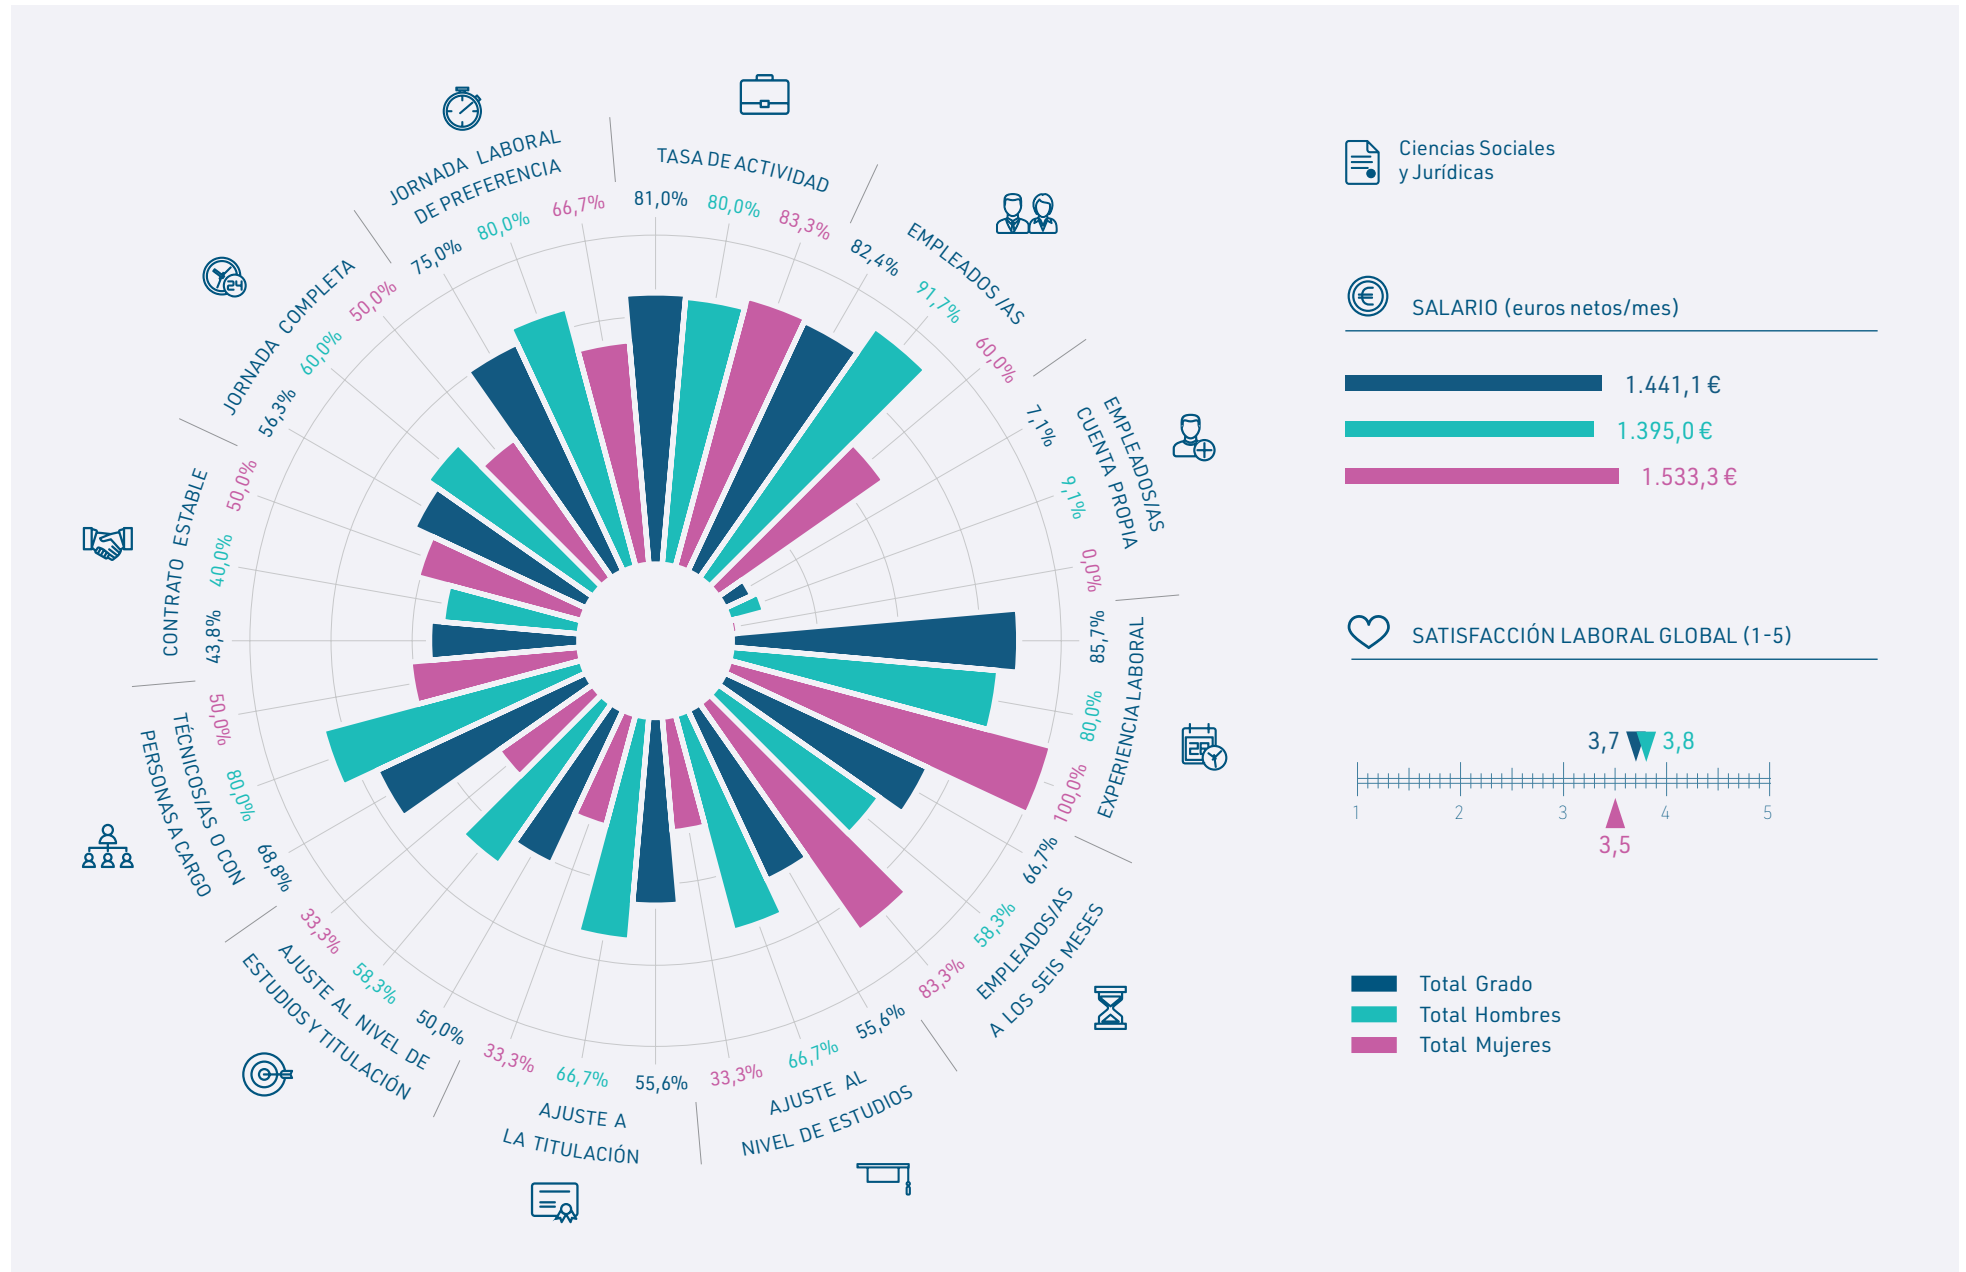 TASA DE ACTIVIDAD
81,0%
80,0%
83,3%
EMPLEADOS /AS
82,4%
91,7%
60,0%
EMPLEADOS/AS
CUENTA PROPIA
7,1%
9,1%
0,0%
EXPERIENCIA LABORAL
85,7%
80,0%
100,0%
EMPLEADOS/AS
A LOS SEIS MESES
66,7%
58,3%
83,3%
AJUSTE AL
NIVEL DE ESTUDIOS
55,6%
66,7%
33,3%
AJUSTE A
LA TITULACIÓN
55,6%
66,7%
33,3%
AJUSTE AL NIVEL DE
ESTUDIOS Y TITULACIÓN
50,0%
58,3%
33,3%
TÉCNICOS/AS O CON
PERSONAS A CARGO
68,8%
80,0%
50,0%
CONTRATO ESTABLE
43,8%
40,0%
50,0%
JORNADA COMPLETA
56,3%
60,0%
50,0%
24
JORNADA LABORAL
DE PREFERENCIA
75,0%
80,0%
66,7%
Ciencias Sociales
y Jurídicas
SALARIO (euros netos/mes)
1.441,1 €
1.395,0 €
1.533,3 €
SATISFACCIÓN LABORAL GLOBAL (1-5)
3,7
3,8
1 2 3 4 5
3,5
Total Grado
Total Hombres
Total Mujeres